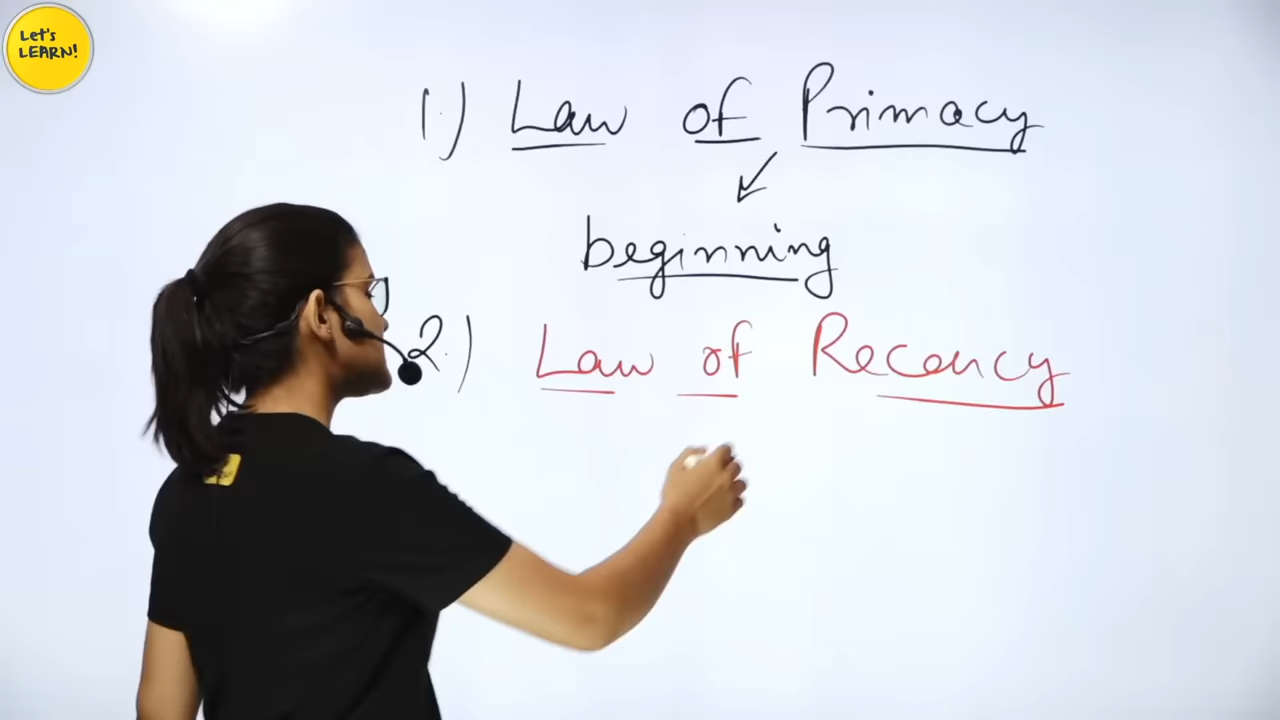 Let's
LEARN!
1.) Law of Primacy
beginning
2.) Law of Recency